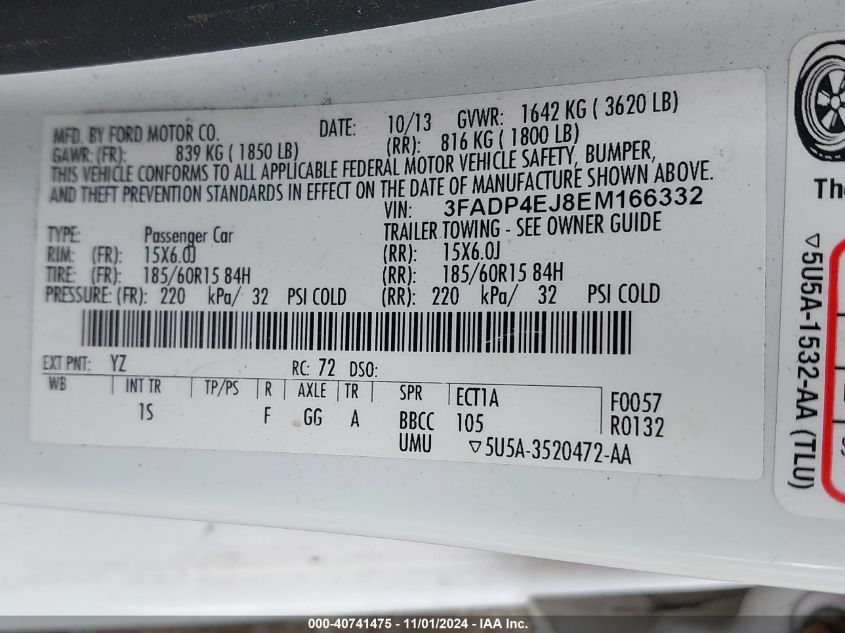 MFD. BY FORD MOTOR CO. DATE: 10/13 GVWR: 1642 KG ( 3620 LB)
GAWR: (FR): 839 KG ( 1850 LB) (RR): 816 KG ( 1800 LB)
THIS VEHICLE CONFORMS TO ALL APPLICABLE FEDERAL MOTOR VEHICLE SAFETY, BUMPER,
AND THEFT PREVENTION STANDARDS IN EFFECT ON THE DATE OF MANUFACTURE SHOWN ABOVE.
VIN: 3FADP4EJ8EM166332
TYPE: Passenger Car TRAILER TOWING - SEE OWNER GUIDE
RIM: (FR): 15X6.0J (RR): 15X6.0J
TIRE: (FR): 185/60R15 84H (RR): 185/60R15 84H
PRESSURE: (FR): 220 kPa/ 32 PSI COLD (RR): 220 kPa/ 32 PSI COLD
EXT PNT: YZ RC: 72 DSO:
WB INT TR TP/PS R AXLE TR SPR ECT1A F0057
1S F GG A BBCC 105 R0132
UMU ▽5U5A-3520472-AA
The
▽5U5A-1532-AA (TLU)
000-40741475 • 11/01/2024 - IAA Inc.